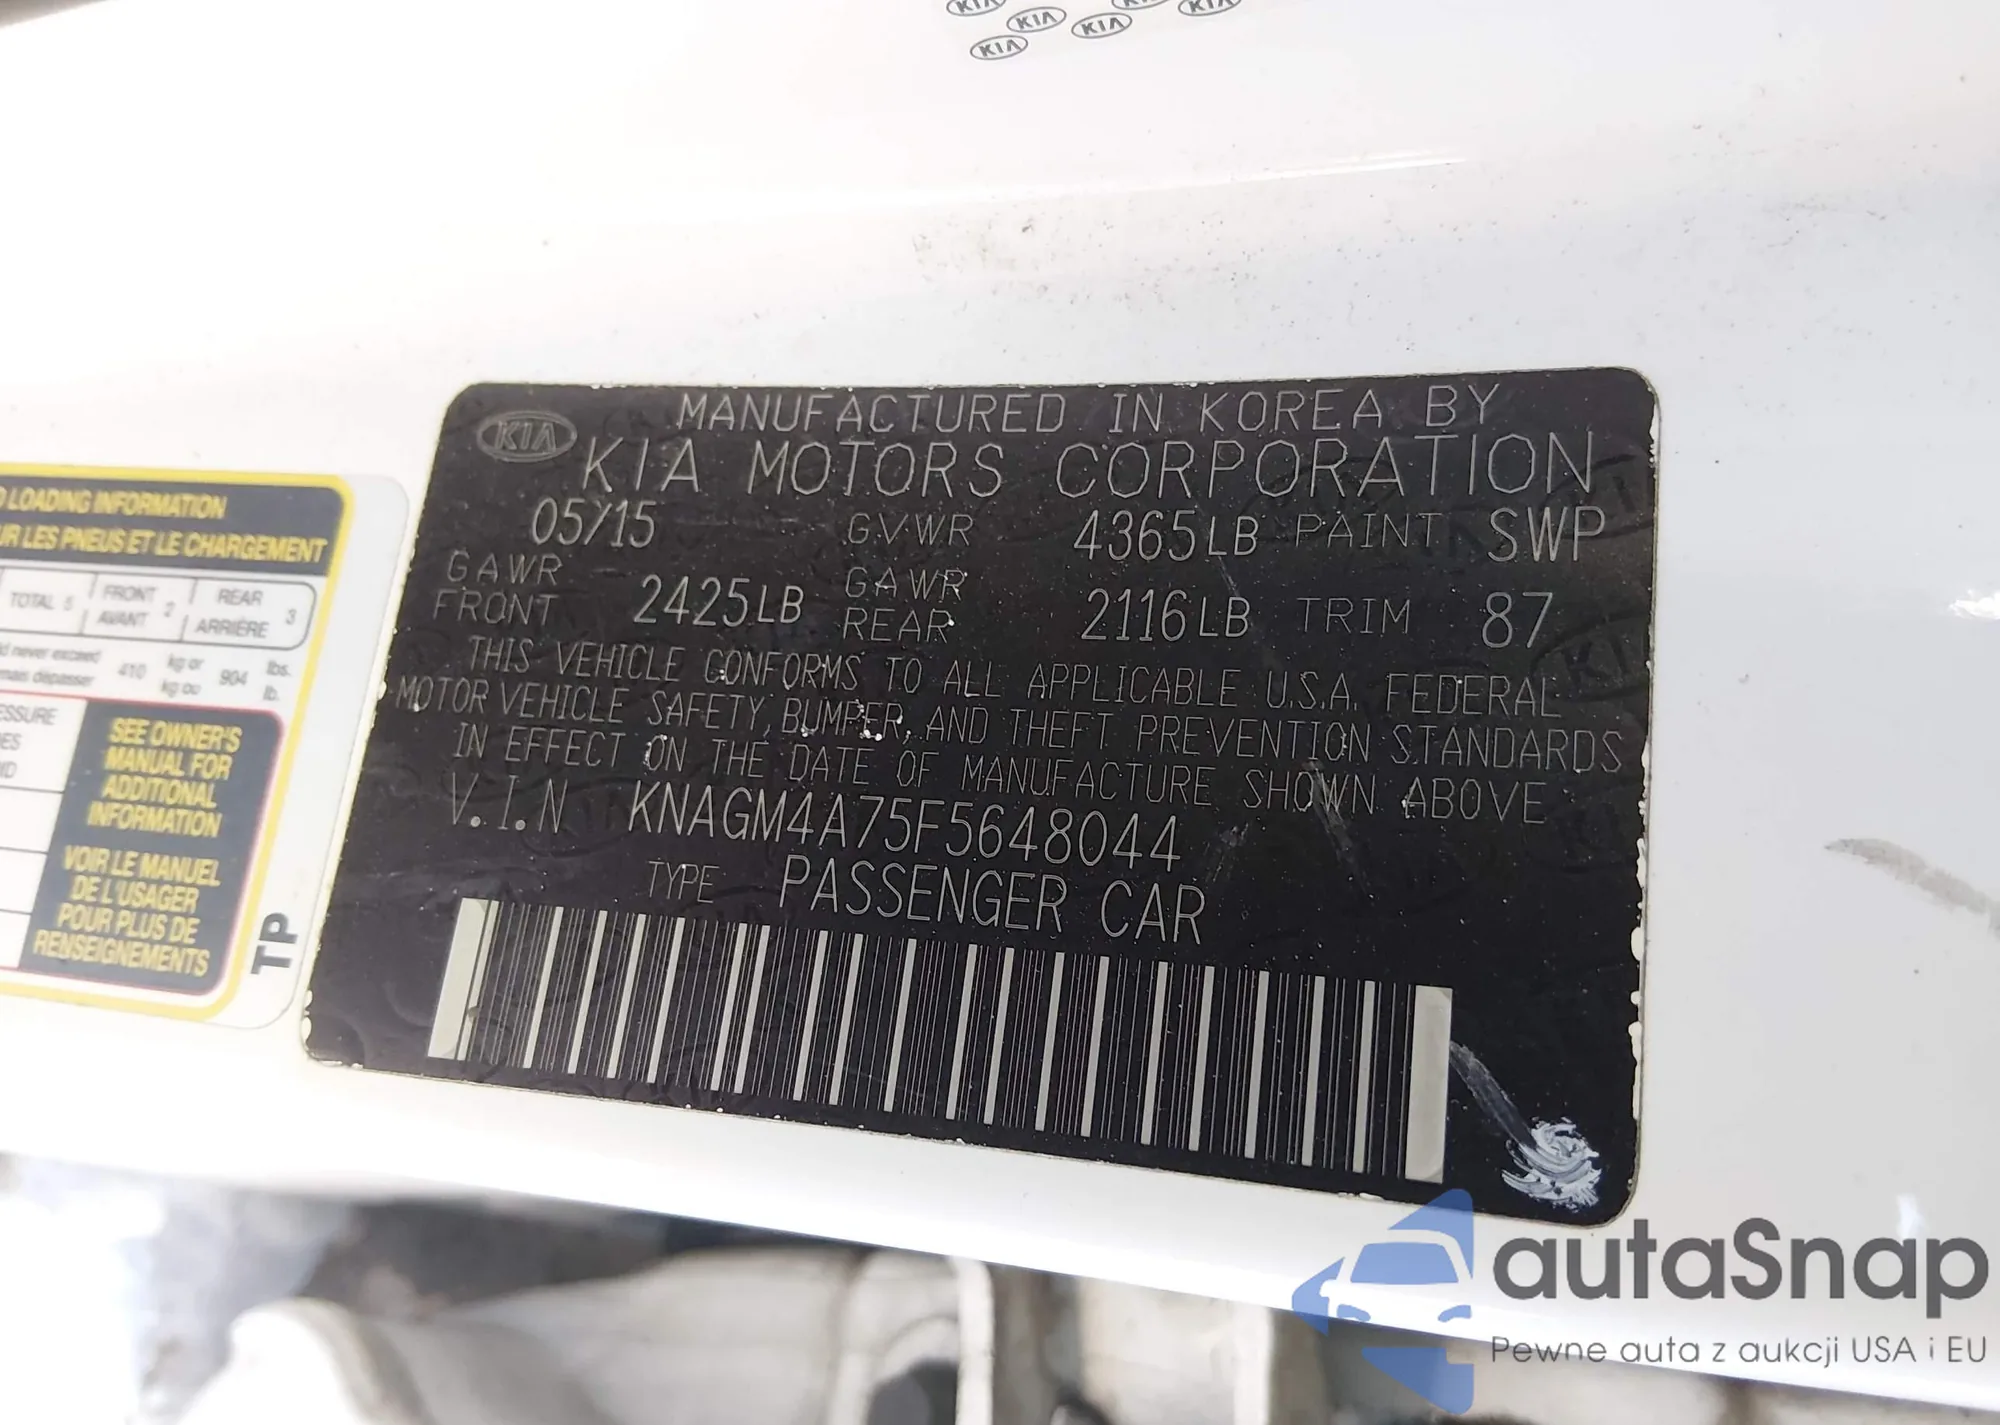 KIA
KIA KIA
KIA KIA
KIA
MANUFACTURED IN KOREA BY
KIA KIA MOTORS CORPORATION
05/15 GVWR 4365LB PAINT SWP
GAWR FRONT 2425LB GAWR REAR 2116LB TRIM 87
THIS VEHICLE CONFORMS TO ALL APPLICABLE U.S.A. FEDERAL
MOTOR VEHICLE SAFETY, BUMPER, AND THEFT PREVENTION STANDARDS
IN EFFECT ON THE DATE OF MANUFACTURE SHOWN ABOVE
V.I.N KNAGM4A75F5648044
TYPE PASSENGER CAR
LOADING INFORMATION
LES PNEUS ET LE CHARGEMENT
TOTAL 5 FRONT AVANT 2 REAR ARRIÈRE 3
never exceed
dépasser 410 kg or kg ou 904 lbs. lb.
SEE OWNER'S
MANUAL FOR
ADDITIONAL
INFORMATION
VOIR LE MANUEL
DE L'USAGER
POUR PLUS DE
RENSEIGNEMENTS
TP
autaSnap
Pewne auta z aukcji USA i EU